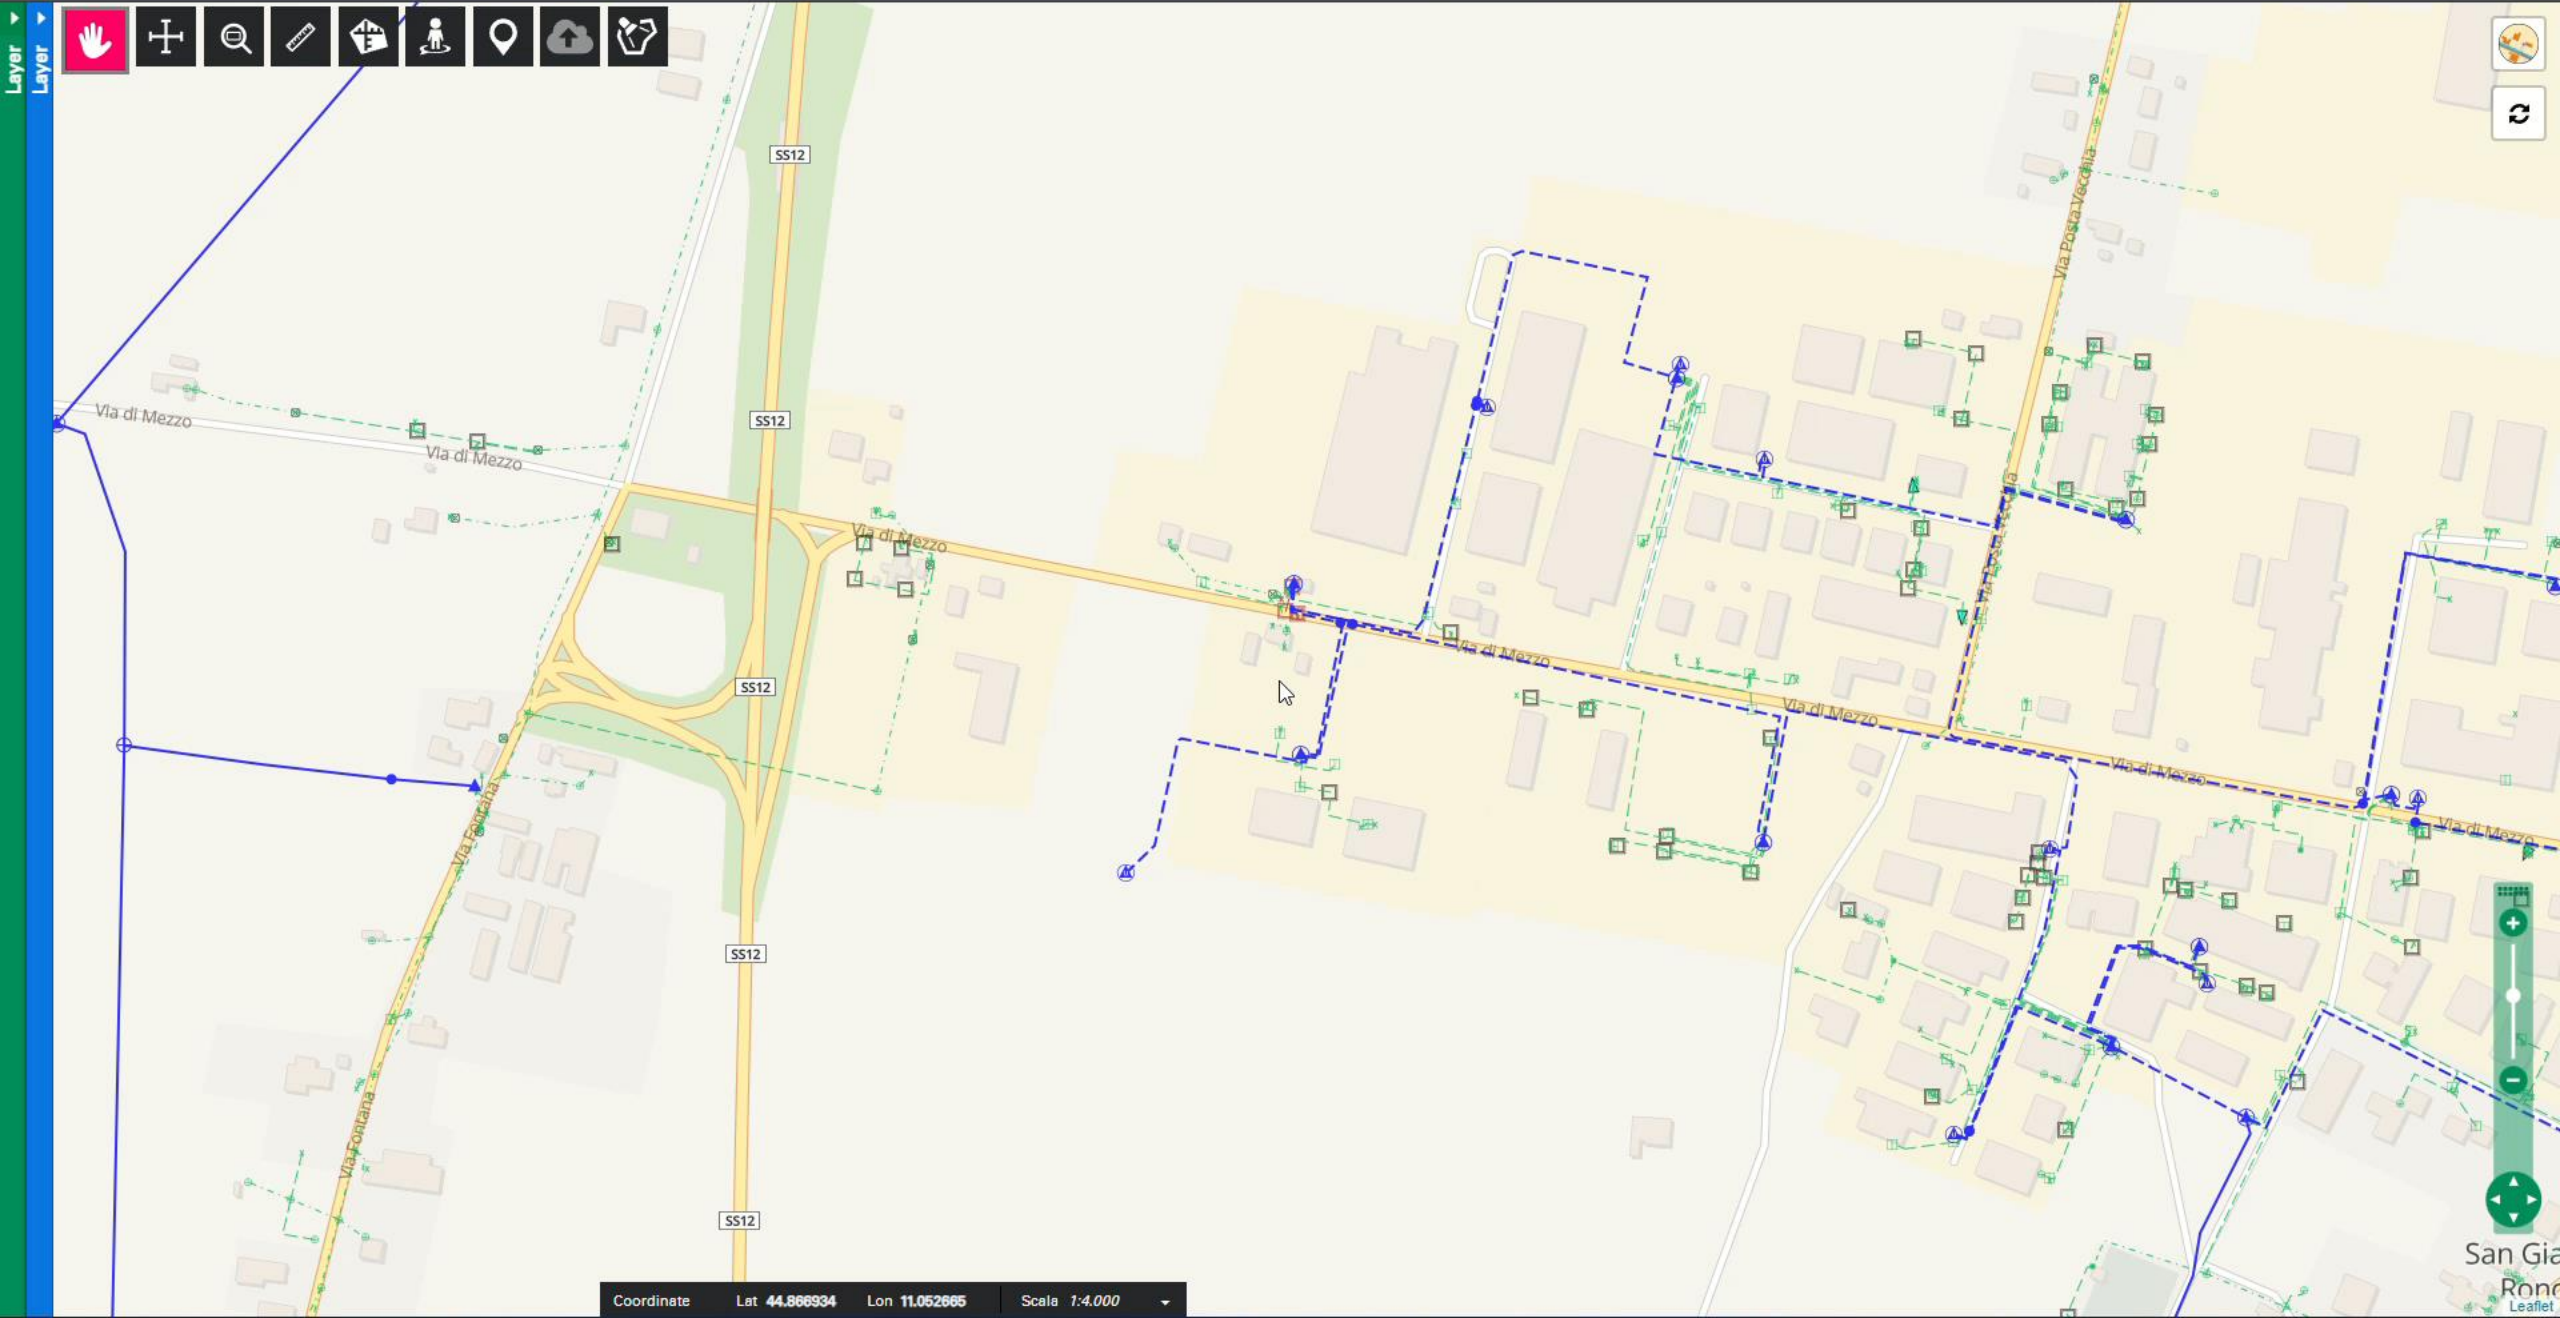 Layer
Layer
SS12
Via Posta Vecchia
Via di Mezzo
SS12
Via di Mezzo
Via di Mezzo
Via di Mezzo
SS12
Via di Mezzo
Via di Mezzo
Via Fontana
Via di Mezzo
SS12
Via Fontana
SS12
San Gia
Coordinate Lat 44.866934 Lon 11.052665 Scala 1:4.000
Leaflet